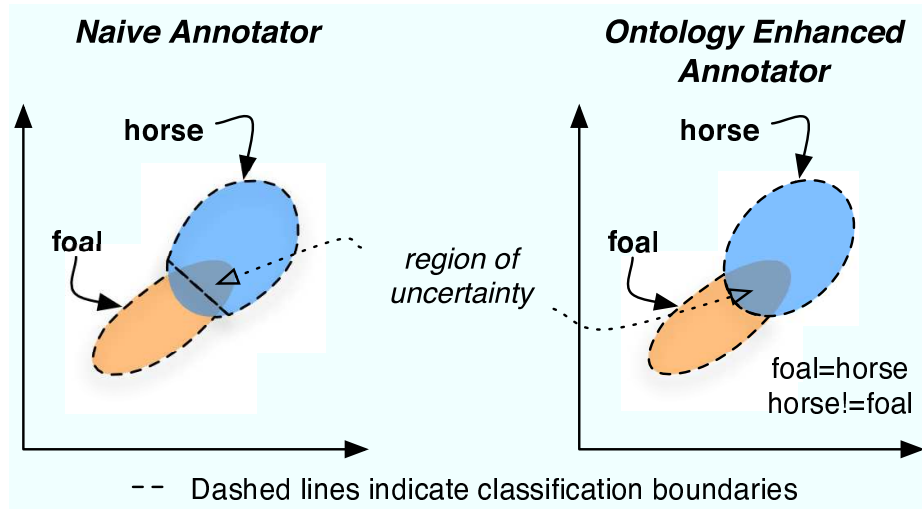 Naive Annotator
Ontology Enhanced
Annotator
horse
foal
horse
foal
region of
uncertainty
foal=horse
horse!=foal
-- Dashed lines indicate classification boundaries